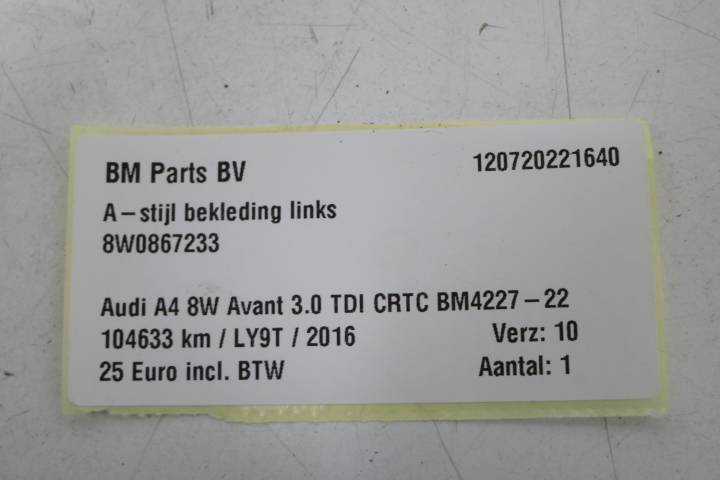 BM Parts BV 120720221640
A-stijl bekleding links
8W0867233
Audi A4 8W Avant 3.0 TDI CRTC BM4227-22
104633 km / LY9T / 2016 Verz: 10
25 Euro incl. BTW Aantal: 1